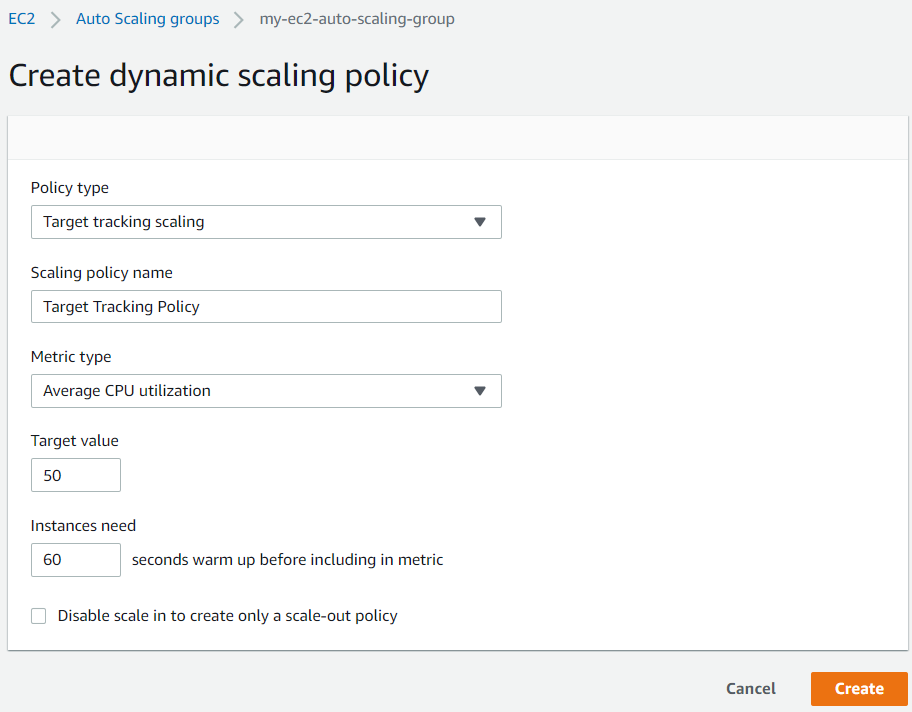 EC2 Auto Scaling groups my-ec2-auto-scaling-group
Create dynamic scaling policy
Policy type
Target tracking scaling
Scaling policy name
Target Tracking Policy
Metric type
Average CPU utilization
Target value
50
Instances need
60 seconds warm up before including in metric
Disable scale in to create only a scale-out policy
Cancel Create